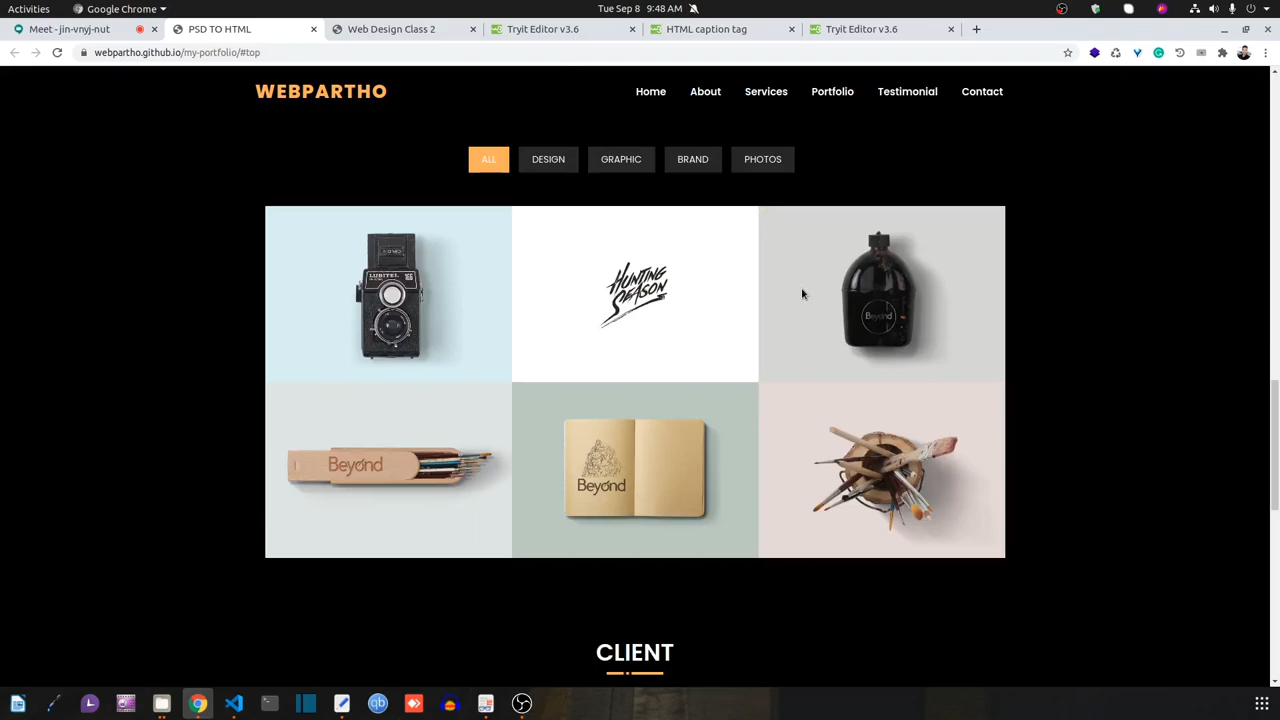 Activities
Google Chrome
Tue Sep 8 9:48 AM
Meet - jin-vnyj-nut
PSD TO HTML
Web Design Class 2
Tryit Editor v3.6
HTML caption tag
Tryit Editor v3.6
webpartho.github.io/my-portfolio/#top
WEBPARTHO
Home
About
Services
Portfolio
Testimonial
Contact
ALL
DESIGN
GRAPHIC
BRAND
PHOTOS
LUBITEL 166
HUNTING
SEASON
Beyond
Beyond
Beyond
CLIENT